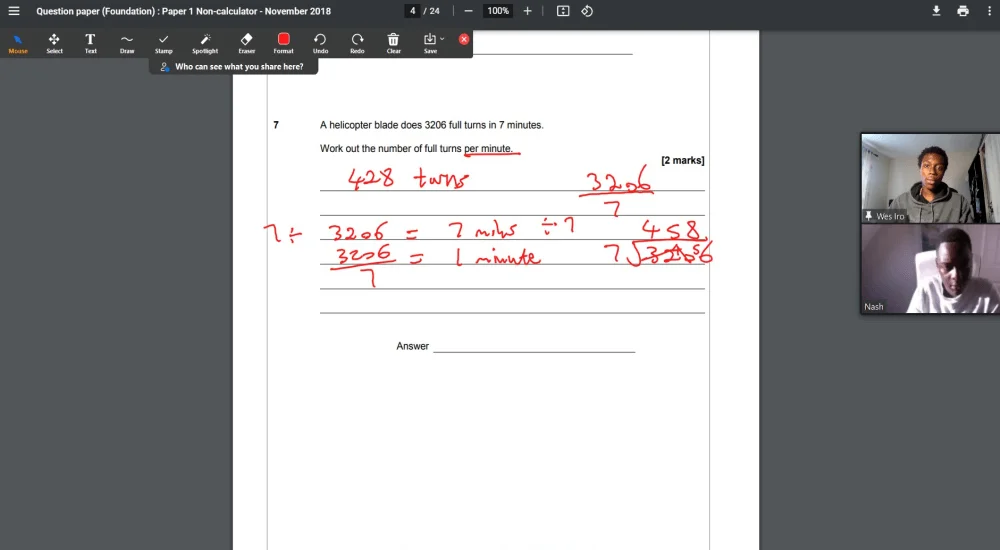 Question paper (Foundation) : Paper 1 Non-calculator - November 2018
4 / 24
100%
Mouse Select Text Draw Stamp Spotlight Eraser Format Undo Redo Clear Save
Who can see what you share here?
7 A helicopter blade does 3206 full turns in 7 minutes.
Work out the number of full turns per minute.
[2 marks]
428 turns
3206
7
7 ÷ 3206 = 7 mins ÷ 7
458
3206 = 1 minute
7
7 3206
Answer
Wes Iro
Nash